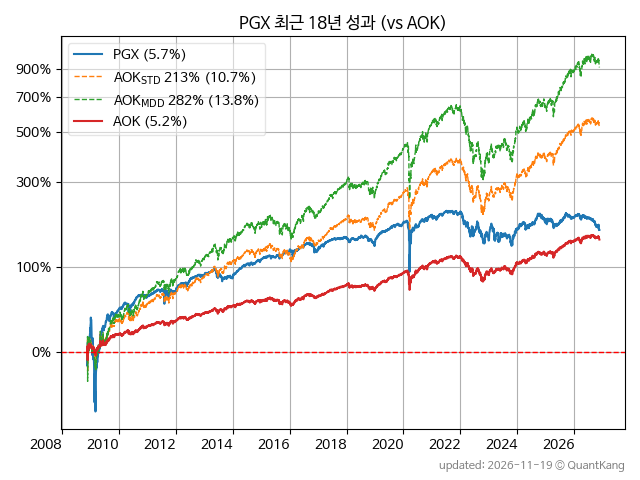 PGX 최근 18년 성과 (vs AOK)
PGX (5.7%)
AOK_STD 213% (10.7%)
AOK_MDD 282% (13.8%)
AOK (5.2%)
900%
700%
500%
300%
100%
0%
2008 2010 2012 2014 2016 2018 2020 2022 2024 2026
updated: 2026-11-19 © QuantKang